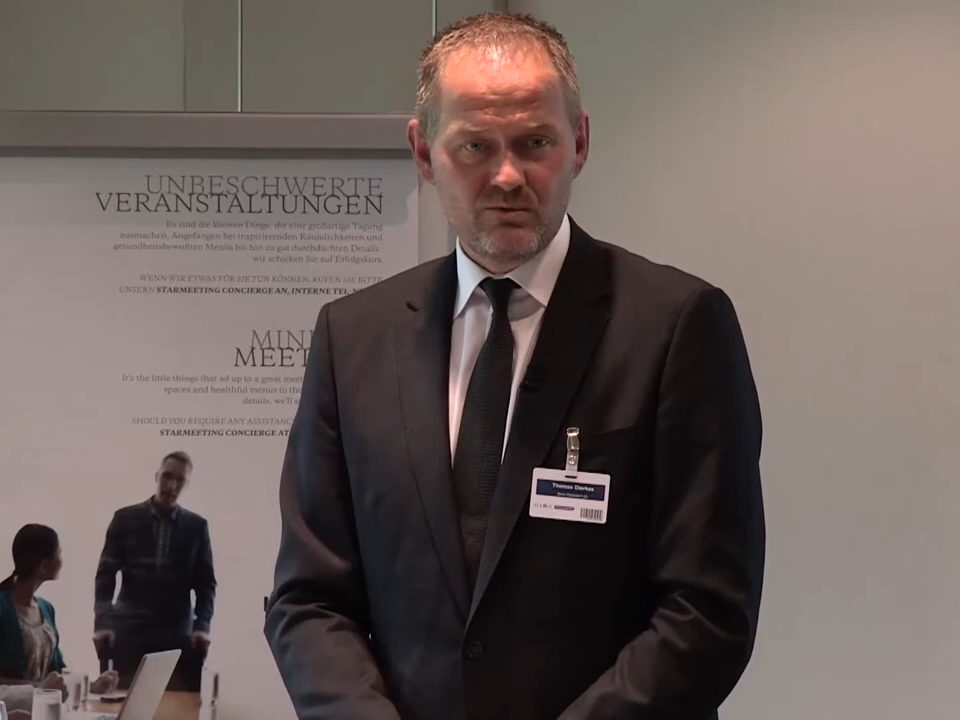 UNBESCHWERTE
VERANSTALTUNGEN
Es sind die kleinen Dinge, die eine großartige Tagung
ausmachen. Angefangen bei inspirierenden Räumlichkeiten und
gesundheitsbewußten Menüs bis hin zu gut durchdachten Details -
wir schicken Sie auf Erfolgskurs.
WENN WIR ETWAS FÜR SIE TUN KÖNNEN, RUFEN SIE BITTE
UNSERN STARMEETING CONCIERGE AN, INTERNE TEL-N
MIN
MEET
It's the little things that ad up to a great meet
spaces and healthful menus to tho
details, we'll s
SHOULD YOU REQUIRE ANY ASSISTANC
STARMEETING CONCIERGE AT
Thomas Dierkes